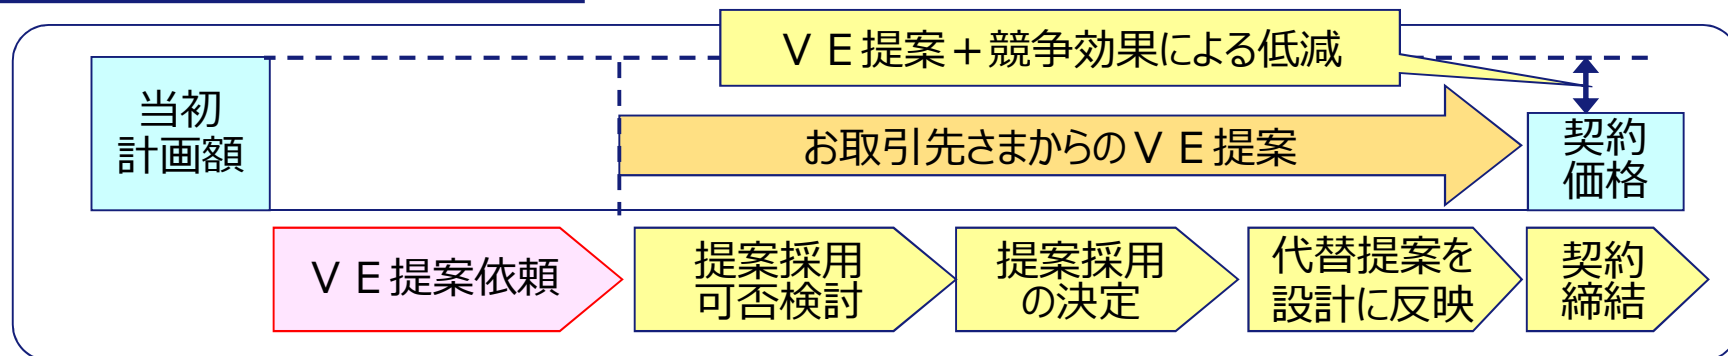 ＶＥ提案＋競争効果による低減
当初
計画額
お取引先さまからのＶＥ提案
契約
価格
ＶＥ提案依頼
提案採用
可否検討
提案採用
の決定
代替提案を
設計に反映
契約
締結